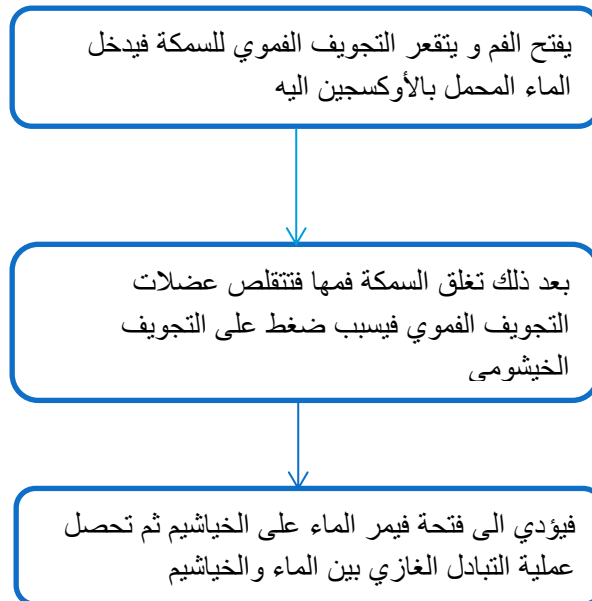 يفتح الفم و يتقعر التجويف الفموي للسمكة فيدخل
الماء المحمل بالأوكسجين اليه
بعد ذلك تغلق السمكة فمها فتتقلص عضلات
التجويف الفموي فيسبب ضغط على التجويف
الخيشومي
فيؤدي الى فتحة فيمر الماء على الخياشيم ثم تحصل
عملية التبادل الغازي بين الماء والخياشيم